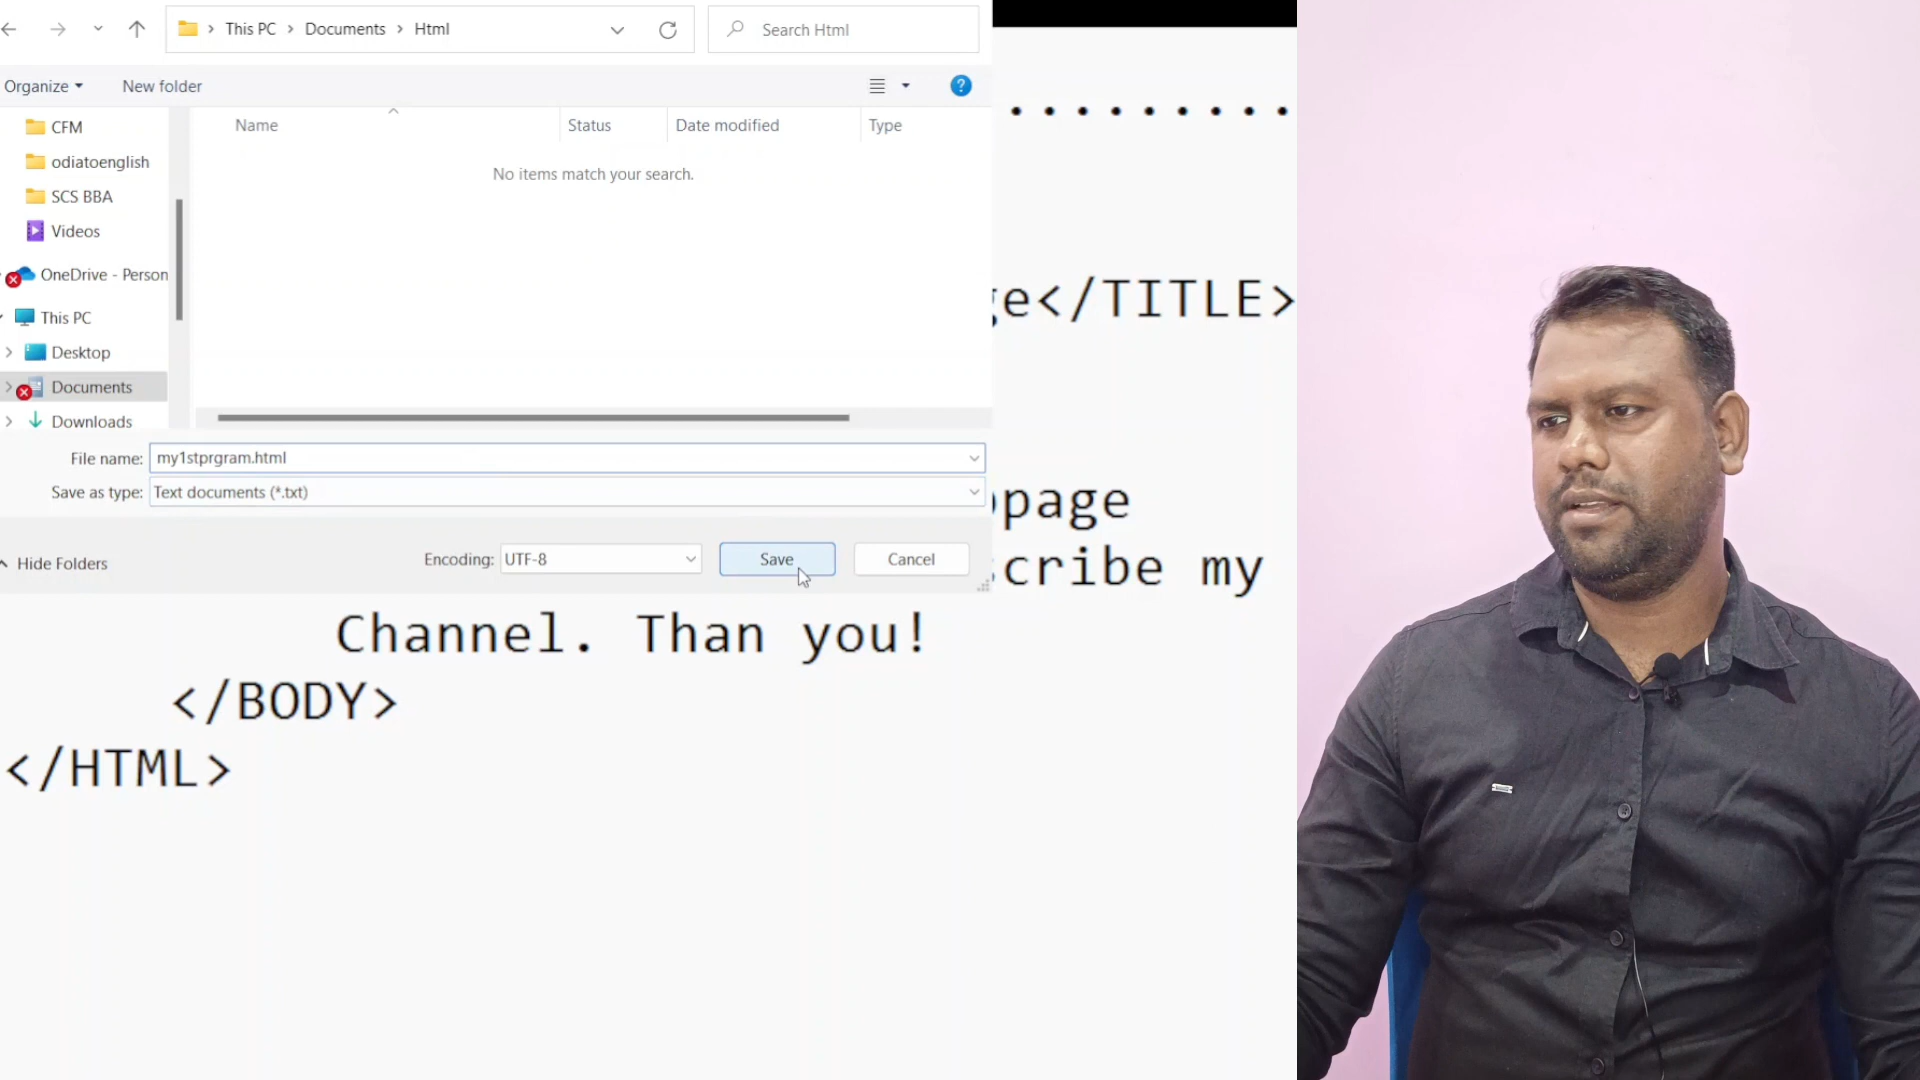 This PC > Documents > Html
Search Html
Organize
New folder
Name
Status
Date modified
Type
No items match your search.
CFM
odiatoenglish
SCS BBA
Videos
OneDrive - Person
This PC
Desktop
Documents
Downloads
File name: my1stprgram.html
Save as type: Text documents (*.txt)
Hide Folders
Encoding: UTF-8
Save
Cancel
e</TITLE>
page
cribe my
Channel. Than you!
</BODY>
</HTML>